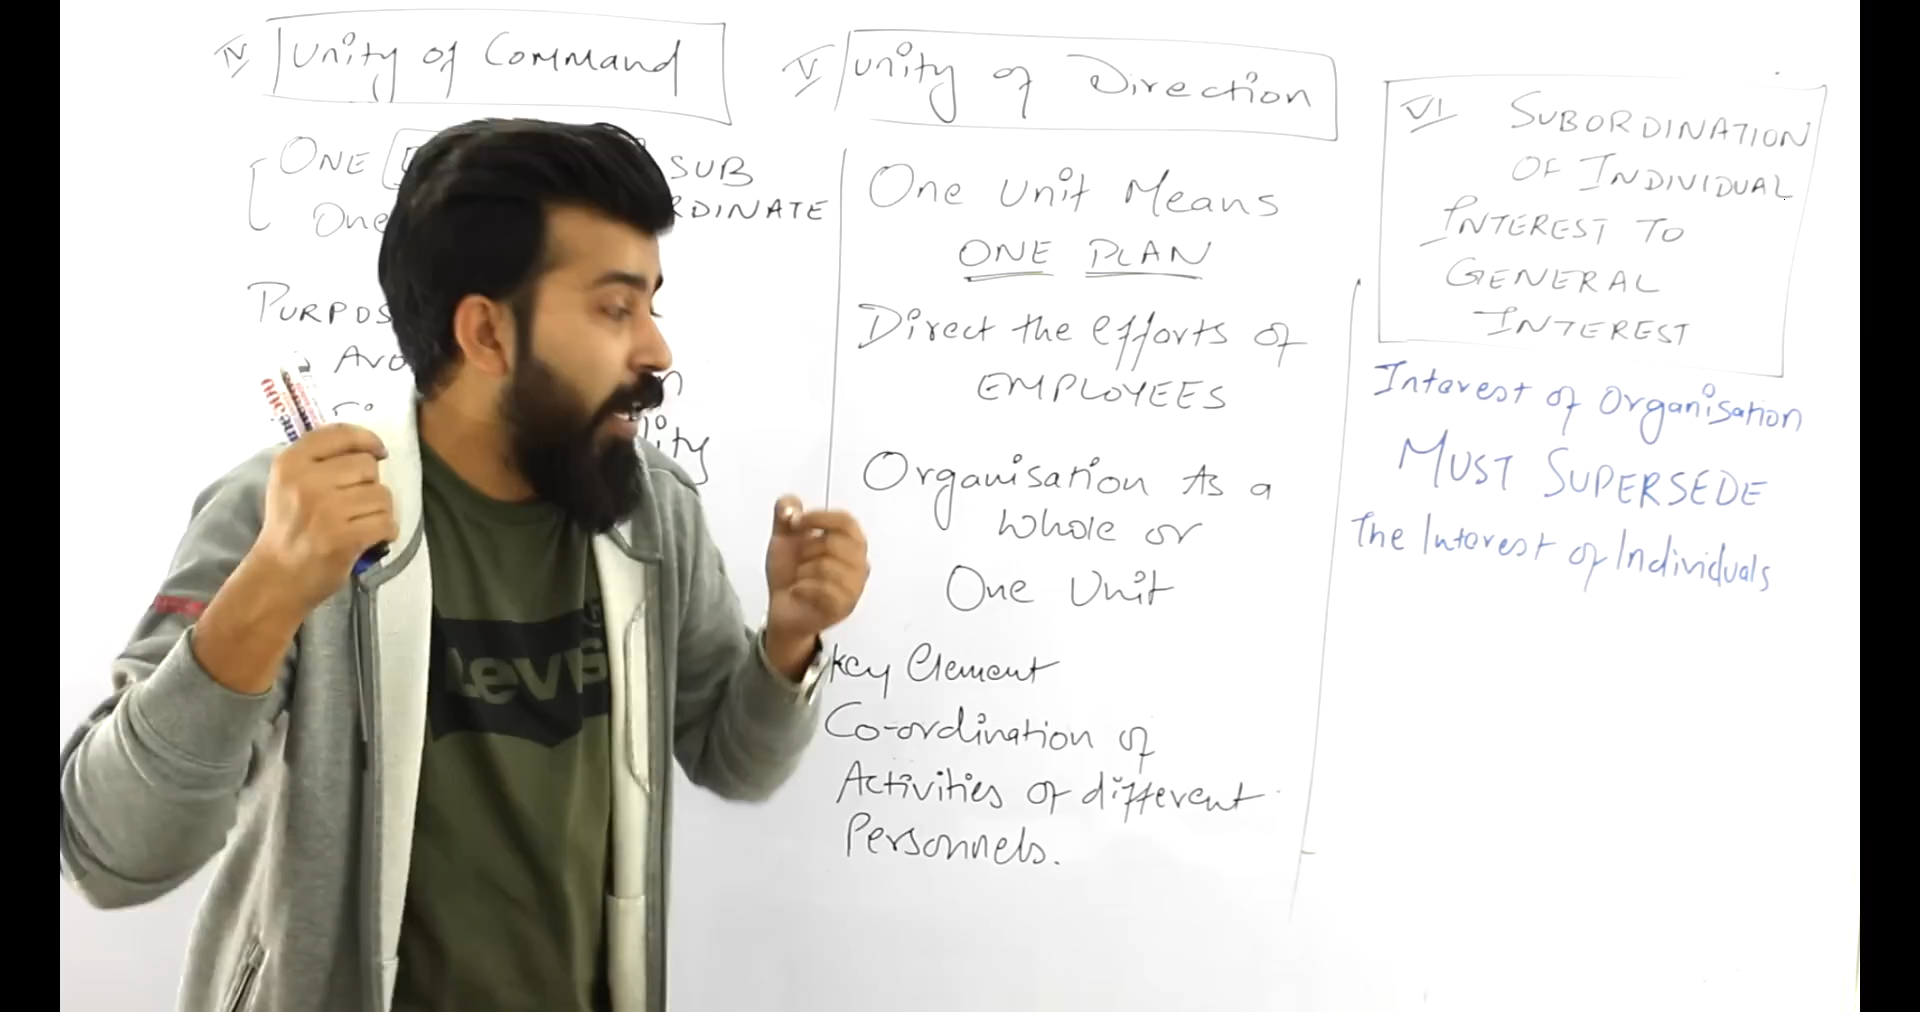 IV Unity of Command
ONE SUB
One RDINATE
V Unity of Direction
One Unit Means
ONE PLAN
Direct the efforts of
EMPLOYEES
Organisation As a
Whole or
One Unit
Key Element
Co-ordination of
Activities of different
Personnels.
VI SUBORDINATION
OF INDIVIDUAL
INTEREST TO
GENERAL
INTEREST
Interest of Organisation
MUST SUPERSEDE
The Interest of Individuals
Levi's